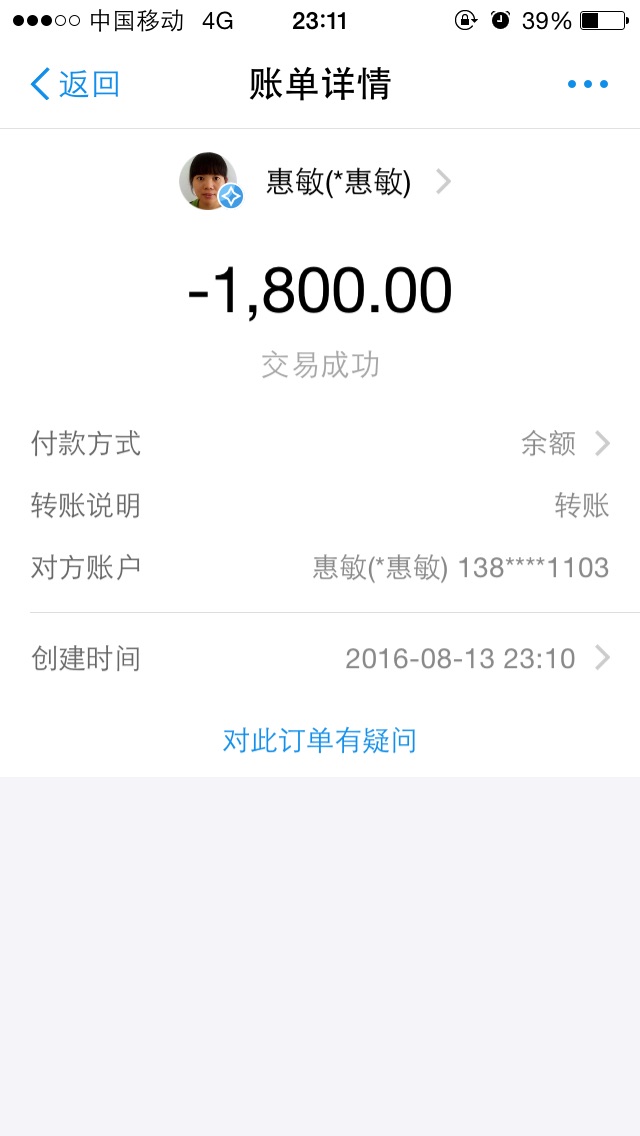 中国移动 4G 23:11 39%
返回 账单详情
惠敏(*惠敏)
-1,800.00
交易成功
付款方式 余额
转账说明 转账
对方账户 惠敏(*惠敏) 138****1103
创建时间 2016-08-13 23:10
对此订单有疑问